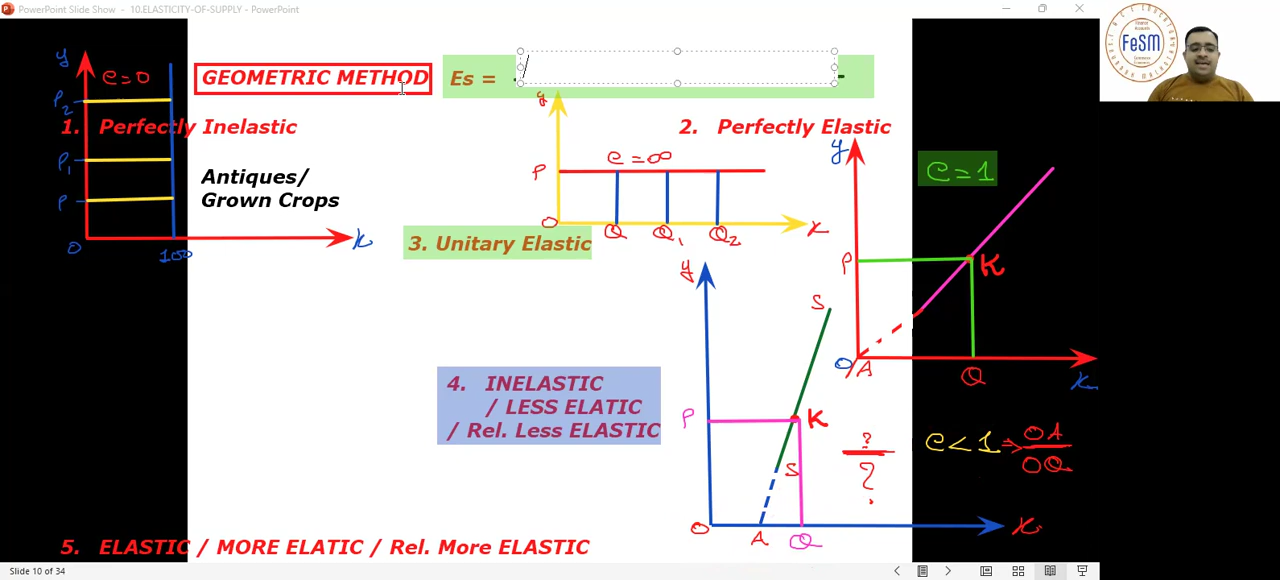 PowerPoint Slide Show - 10.ELASTICITY-OF-SUPPLY - PowerPoint
FeSM
GEOMETRIC METHOD
Es =
y
e=0
P2
P1
P
O
100
x
1. Perfectly Inelastic
Antiques/
Grown Crops
2. Perfectly Elastic
y
e=∞
P
O
Q Q1 Q2
x
y
e=1
P
K
O/A
Q
x
3. Unitary Elastic
y
S
P
K
S
O
A
Q
x
4. INELASTIC
/ LESS ELATIC
/ Rel. Less ELASTIC
?
?
e<1⇒OA
OQ
5. ELASTIC / MORE ELATIC / Rel. More ELASTIC
Slide 10 of 34